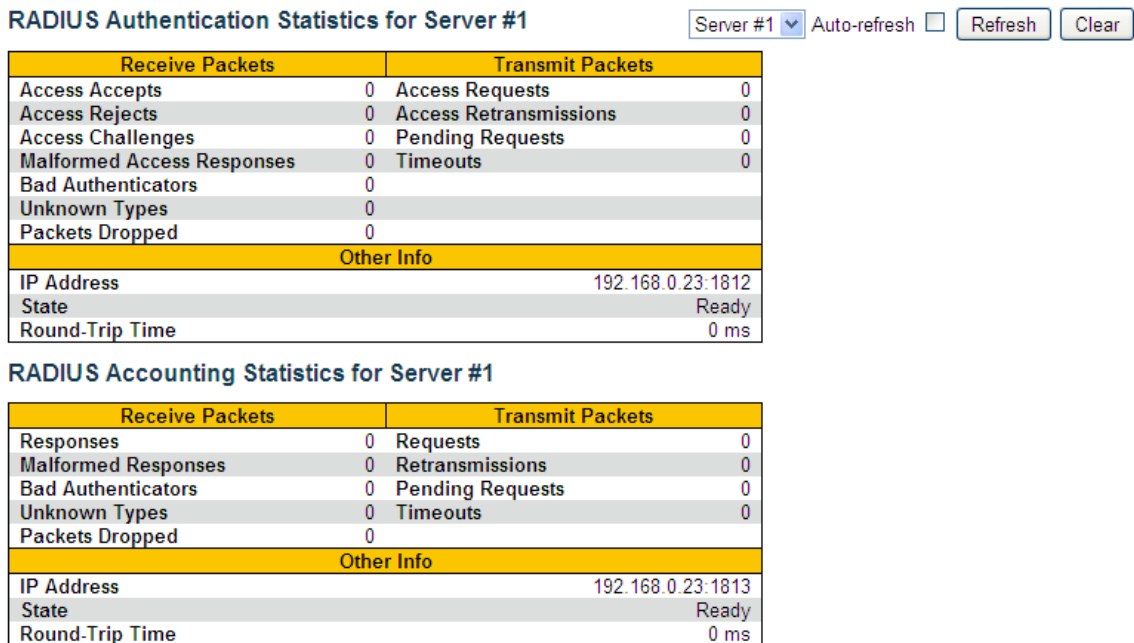 RADIUS Authentication Statistics for Server #1
Server #1 Auto-refresh Refresh Clear
Receive Packets Transmit Packets
Access Accepts 0 Access Requests 0
Access Rejects 0 Access Retransmissions 0
Access Challenges 0 Pending Requests 0
Malformed Access Responses 0 Timeouts 0
Bad Authenticators 0
Unknown Types 0
Packets Dropped 0
Other Info
IP Address 192.168.0.23:1812
State Ready
Round-Trip Time 0 ms
RADIUS Accounting Statistics for Server #1
Receive Packets Transmit Packets
Responses 0 Requests 0
Malformed Responses 0 Retransmissions 0
Bad Authenticators 0 Pending Requests 0
Unknown Types 0 Timeouts 0
Packets Dropped 0
Other Info
IP Address 192.168.0.23:1813
State Ready
Round-Trip Time 0 ms